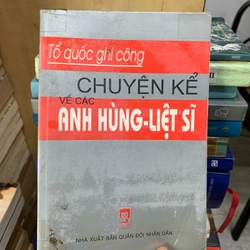 Tổ quốc ghi công
CHUYỆN KỂ
VỀ CÁC
ANH HÙNG-LIỆT SĨ
NHÀ XUẤT BẢN QUÂN ĐỘI NHÂN DÂN